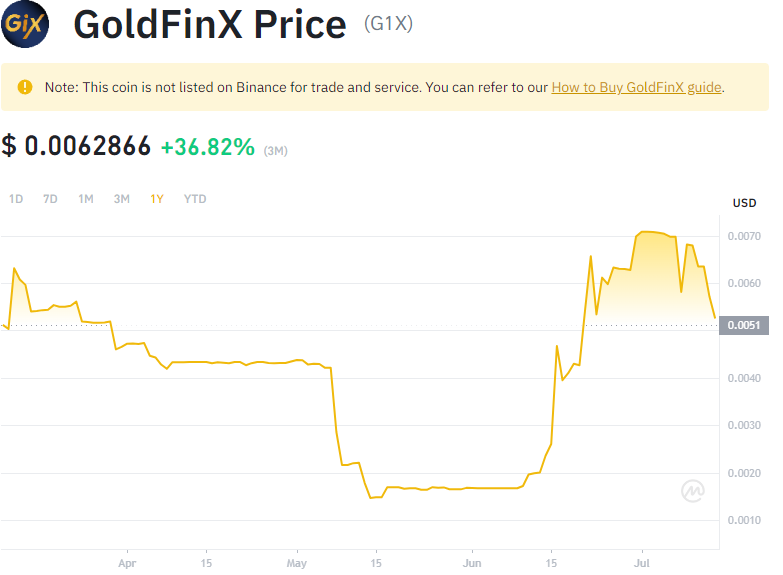 GiX
GoldFinX Price (G1X)
Note: This coin is not listed on Binance for trade and service. You can refer to our How to Buy GoldFinX guide.
$ 0.0062866 +36.82% (3M)
1D 7D 1M 3M 1Y YTD
USD
0.0070
0.0060
0.0051
0.0040
0.0030
0.0020
0.0010
Apr 15 May 15 Jun 15 Jul